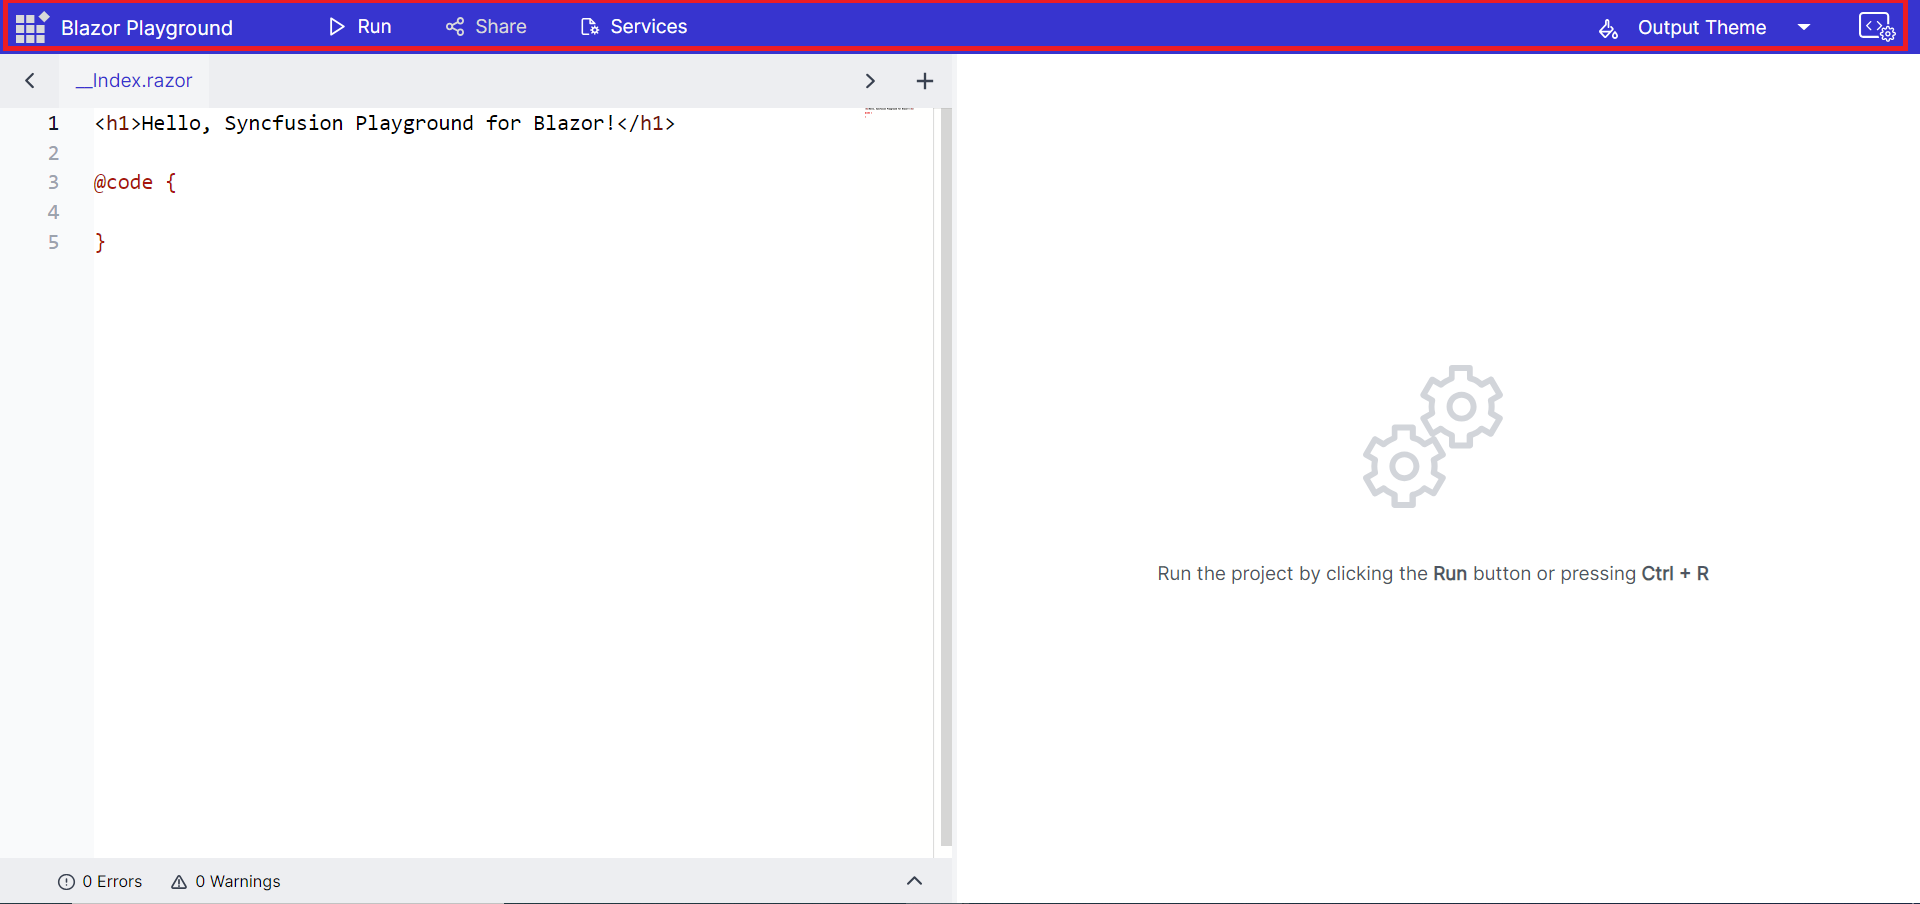 Blazor Playground Run Share Services Output Theme
__Index.razor
1 <h1>Hello, Syncfusion Playground for Blazor!</h1>
2
3 @code {
4
5 }
Run the project by clicking the Run button or pressing Ctrl + R
0 Errors 0 Warnings